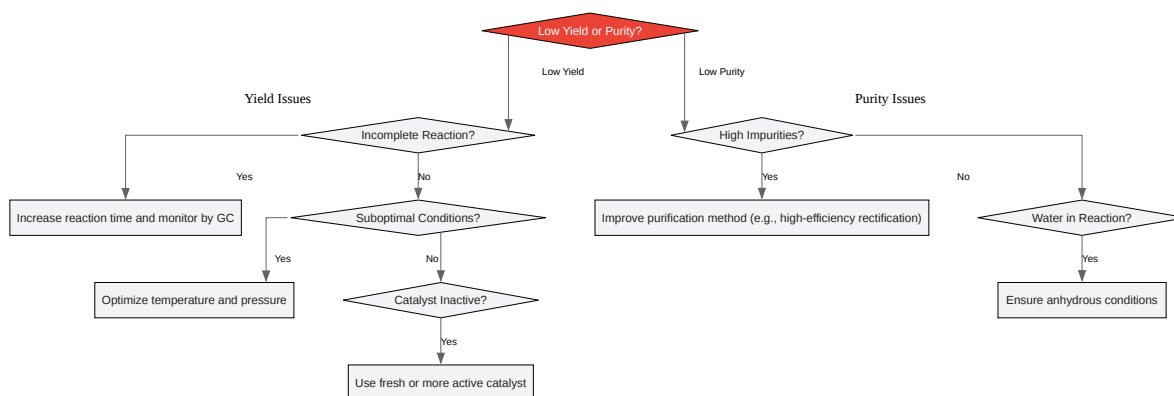 Low Yield or Purity?
Low Yield
Low Purity
Yield Issues
Purity Issues
Incomplete Reaction?
High Impurities?
Yes
No
Yes
No
Increase reaction time and monitor by GC
Suboptimal Conditions?
Improve purification method (e.g., high-efficiency rectification)
Water in Reaction?
Yes
No
Yes
Optimize temperature and pressure
Catalyst Inactive?
Ensure anhydrous conditions
Yes
Use fresh or more active catalyst